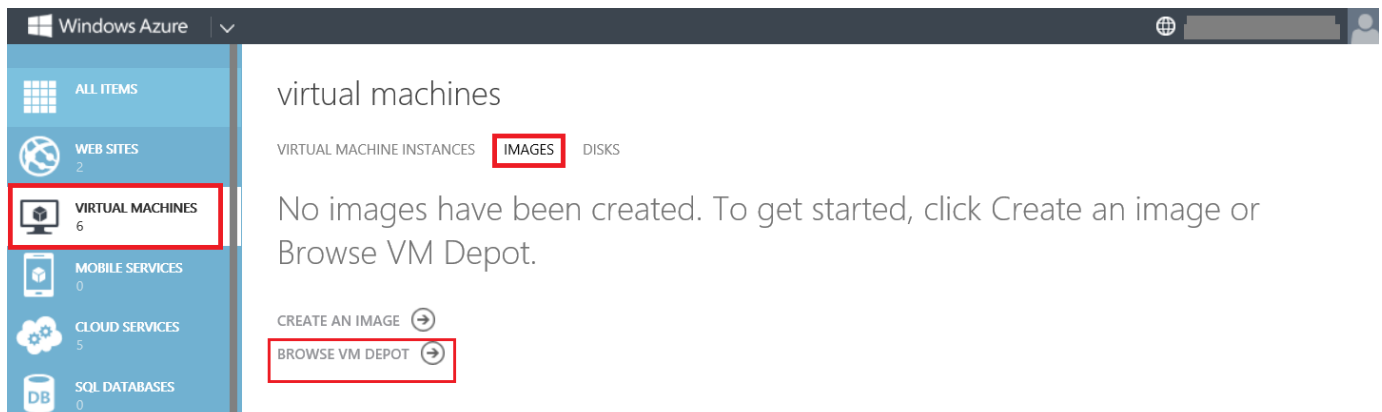 Windows Azure
ALL ITEMS
WEB SITES
2
VIRTUAL MACHINES
6
MOBILE SERVICES
0
CLOUD SERVICES
5
SQL DATABASES
0
DB
virtual machines
VIRTUAL MACHINE INSTANCES IMAGES DISKS
No images have been created. To get started, click Create an image or
Browse VM Depot.
CREATE AN IMAGE
BROWSE VM DEPOT